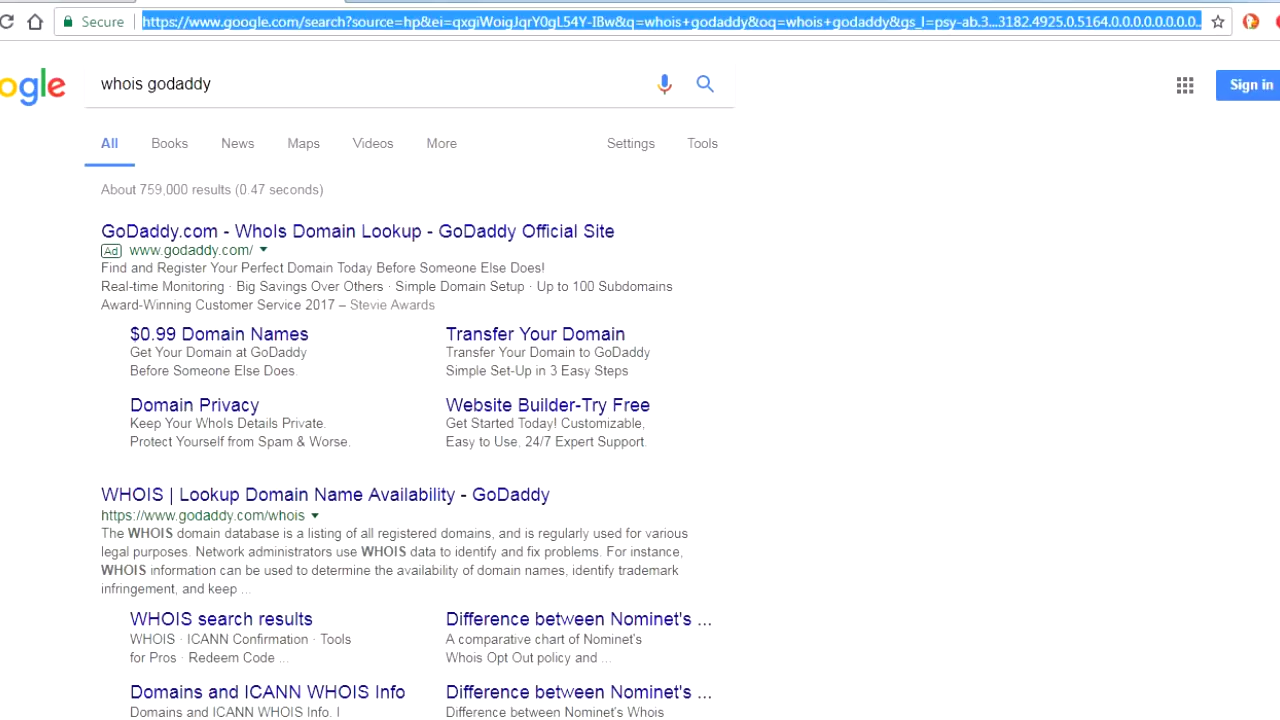 Secure https://www.google.com/search?source=hp&ei=qxgiWoigJqrY0gL54Y-IBw&q=whois+godaddy&oq=whois+godaddy&gs_l=psy-ab.3...3182.4925.0.5164.0.0.0.0.0.0.0..
ogle
whois godaddy
Sign in
All Books News Maps Videos More Settings Tools
About 759,000 results (0.47 seconds)
GoDaddy.com - WhoIs Domain Lookup - GoDaddy Official Site
Ad www.godaddy.com/
Find and Register Your Perfect Domain Today Before Someone Else Does!
Real-time Monitoring · Big Savings Over Others · Simple Domain Setup · Up to 100 Subdomains
Award-Winning Customer Service 2017 – Stevie Awards
$0.99 Domain Names
Get Your Domain at GoDaddy
Before Someone Else Does.
Transfer Your Domain
Transfer Your Domain to GoDaddy
Simple Set-Up in 3 Easy Steps
Domain Privacy
Keep Your WhoIs Details Private.
Protect Yourself from Spam & Worse.
Website Builder-Try Free
Get Started Today! Customizable,
Easy to Use, 24/7 Expert Support.
WHOIS | Lookup Domain Name Availability - GoDaddy
https://www.godaddy.com/whois
The WHOIS domain database is a listing of all registered domains, and is regularly used for various
legal purposes. Network administrators use WHOIS data to identify and fix problems. For instance,
WHOIS information can be used to determine the availability of domain names, identify trademark
infringement, and keep ...
WHOIS search results
WHOIS · ICANN Confirmation · Tools
for Pros · Redeem Code ...
Difference between Nominet's ...
A comparative chart of Nominet's
Whois Opt Out policy and ...
Domains and ICANN WHOIS Info
Domains and ICANN WHOIS Info. I
Difference between Nominet's ...
Difference between Nominet's Whois